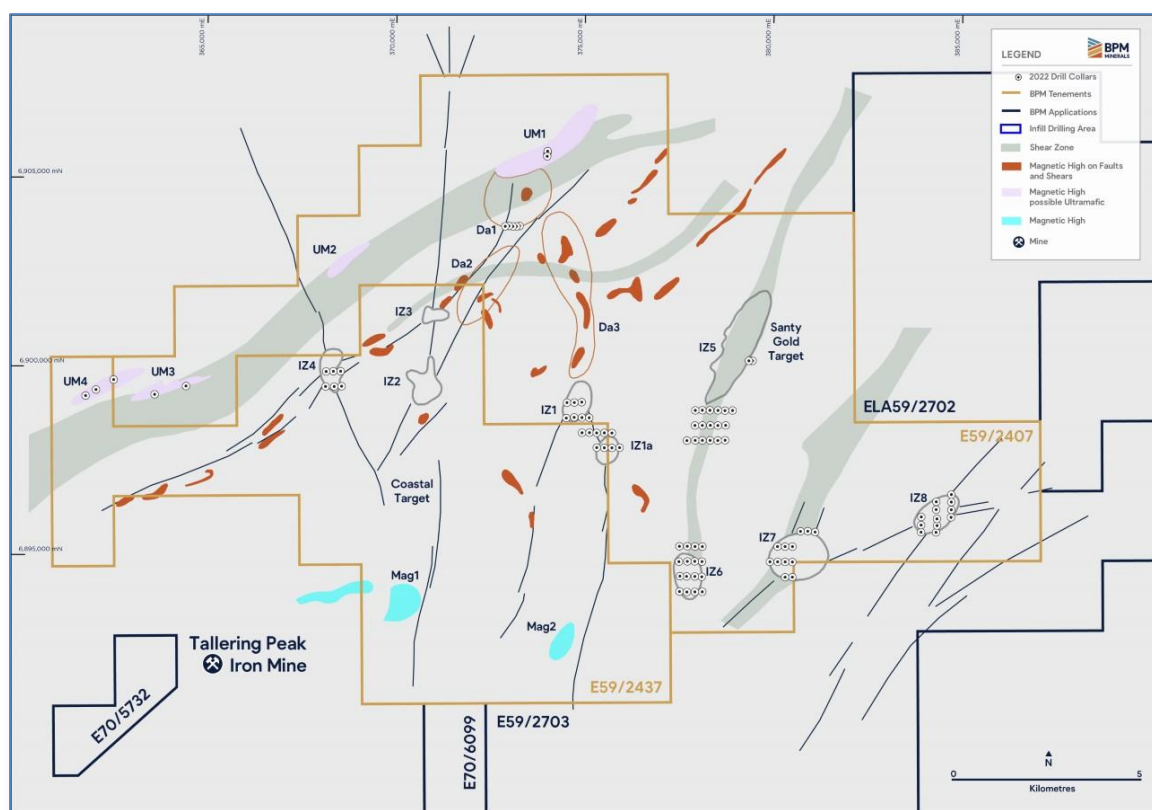 365,000 mE
370,000 mE
375,000 mE
380,000 mE
385,000 mE
6,905,000 mN
6,900,000 mN
6,895,000 mN
LEGEND
BPM
MINERALS
2022 Drill Collars
BPM Tenements
BPM Applications
Infill Drilling Area
Shear Zone
Magnetic High on Faults
and Shears
Magnetic High
possible Ultramafic
Magnetic High
Mine
UM1
Da1
UM2
Da2
IZ3
Da3
Santy
Gold
Target
IZ5
IZ4
UM4
UM3
IZ2
IZ1
ELA59/2702
E59/2407
IZ1a
Coastal
Target
IZ8
IZ7
IZ6
Mag1
Mag2
Tallering Peak
Iron Mine
E59/2437
E70/5732
E59/2703
E70/6099
N
0
5
Kilometres